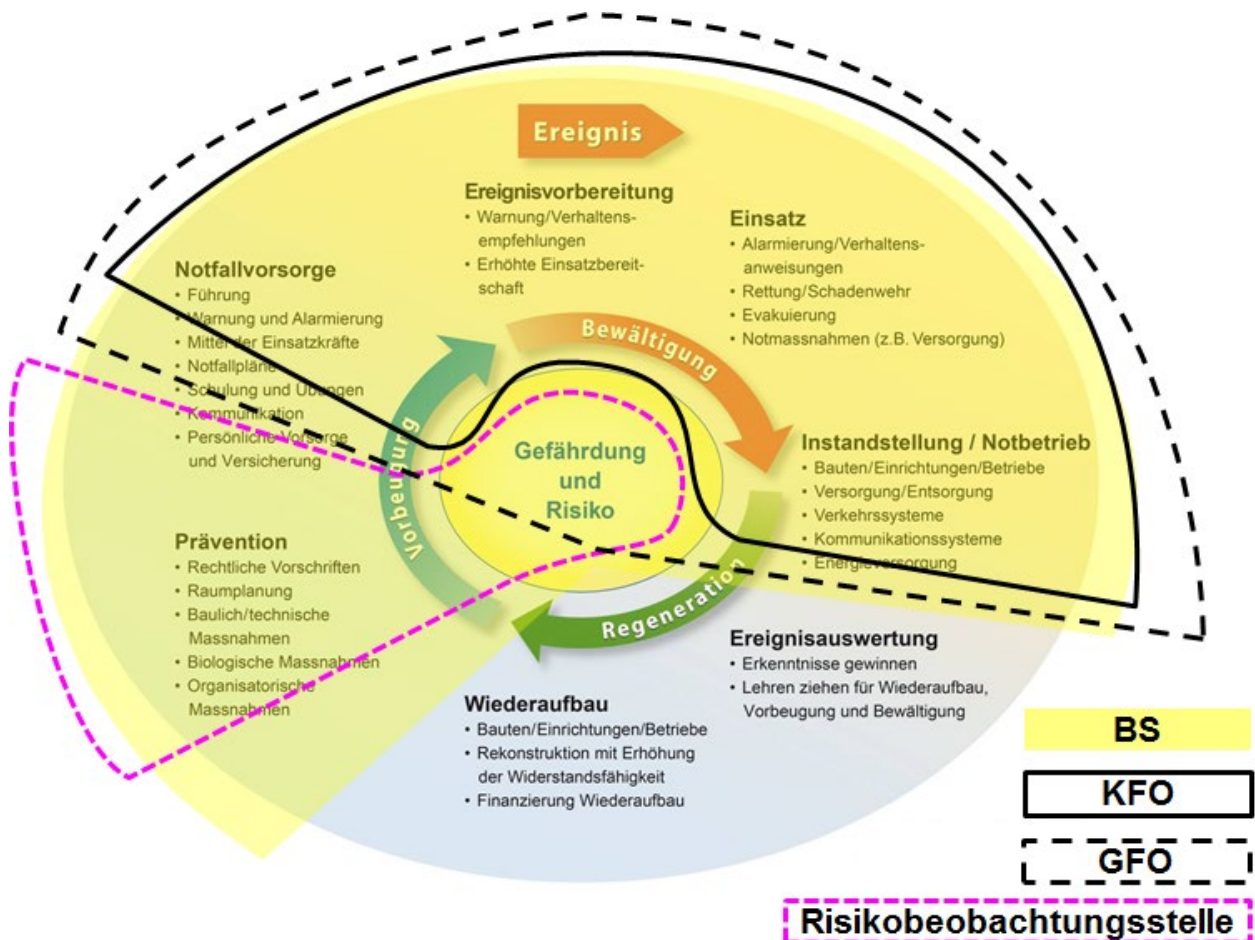 Ereignis
Ereignisvorbereitung
• Warnung/Verhaltens-
empfehlungen
• Erhöhte Einsatzbereit-
schaft
Einsatz
• Alarmierung/Verhaltens-
anweisungen
• Rettung/Schadenwehr
• Evakuierung
• Notmassnahmen (z.B. Versorgung)
Notfallvorsorge
• Führung
• Warnung und Alarmierung
• Mittel der Einsatzkräfte
• Notfallpläne
• Schulung und Übungen
• Kommunikation
• Persönliche Vorsorge
und Versicherung
Bewältigung
Vorbeugung
Gefährdung
und
Risiko
Instandstellung / Notbetrieb
• Bauten/Einrichtungen/Betriebe
• Versorgung/Entsorgung
• Verkehrssysteme
• Kommunikationssysteme
• Energieversorgung
Prävention
• Rechtliche Vorschriften
• Raumplanung
• Baulich/technische
Massnahmen
• Biologische Massnahmen
• Organisatorische
Massnahmen
Regeneration
Ereignisauswertung
• Erkenntnisse gewinnen
• Lehren ziehen für Wiederaufbau,
Vorbeugung und Bewältigung
Wiederaufbau
• Bauten/Einrichtungen/Betriebe
• Rekonstruktion mit Erhöhung
der Widerstandsfähigkeit
• Finanzierung Wiederaufbau
BS
KFO
GFO
Risikobeobachtungsstelle